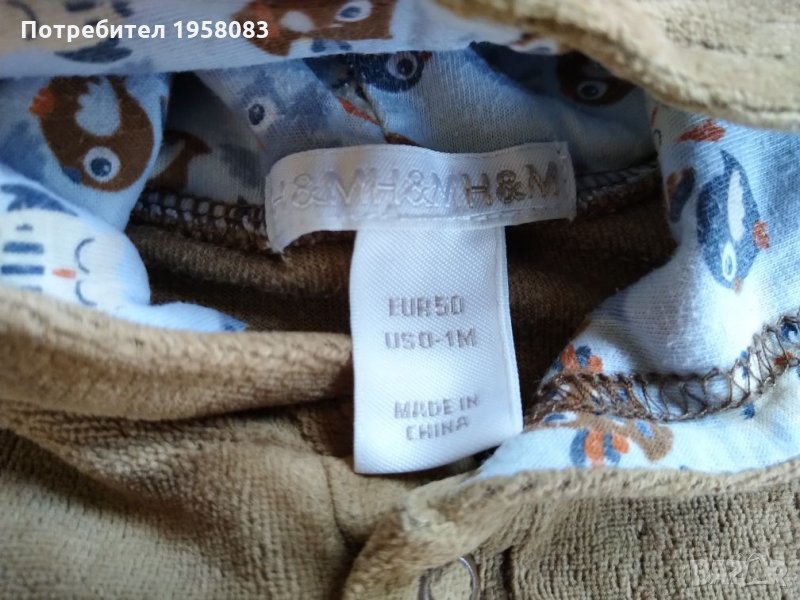 Потребител 1958083
H&MH&MH&M
EUR50
US0-1M
MADE IN
CHINA